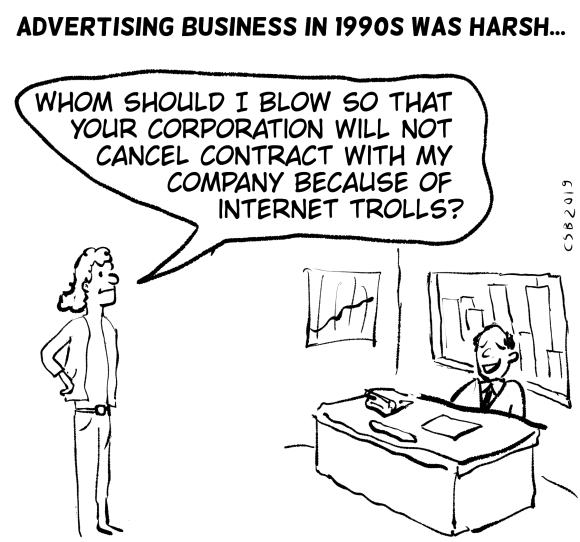 ADVERTISING BUSINESS IN 1990S WAS HARSH...
WHOM SHOULD I BLOW SO THAT
YOUR CORPORATION WILL NOT
CANCEL CONTRACT WITH MY
COMPANY BECAUSE OF
INTERNET TROLLS?
CSB2019